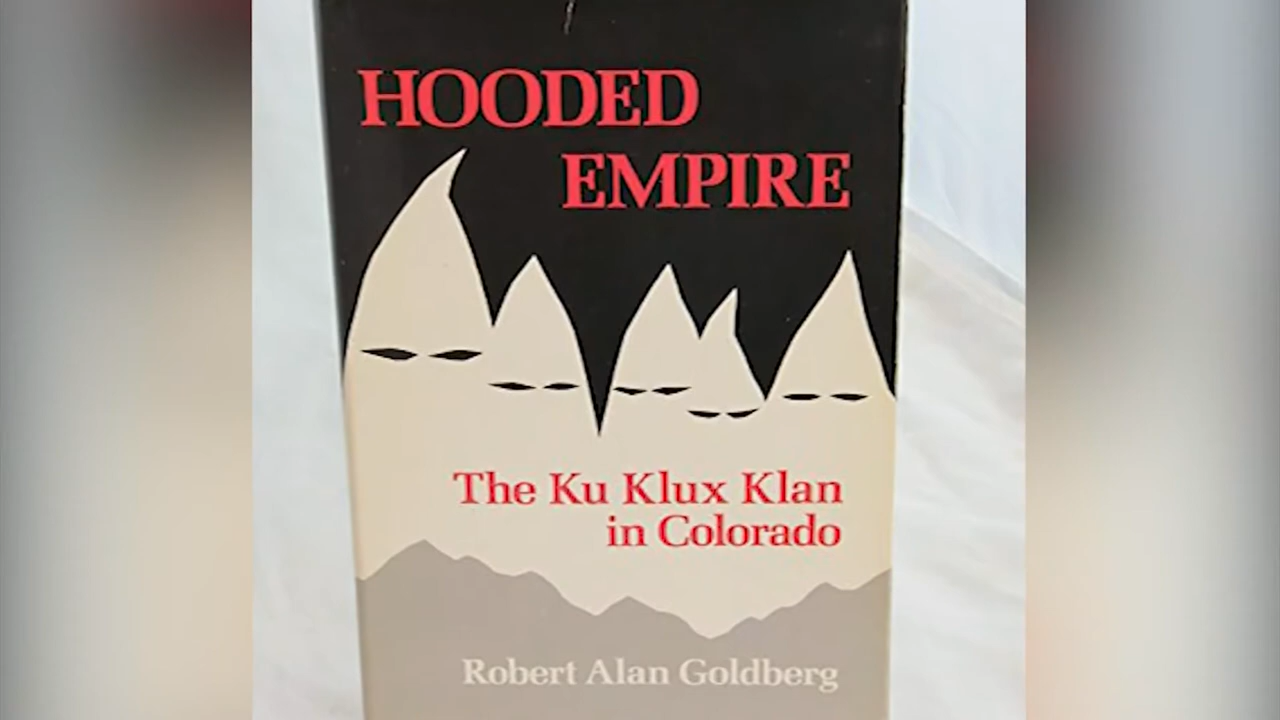 HOODED
EMPIRE
The Ku Klux Klan
in Colorado
Robert Alan Goldberg